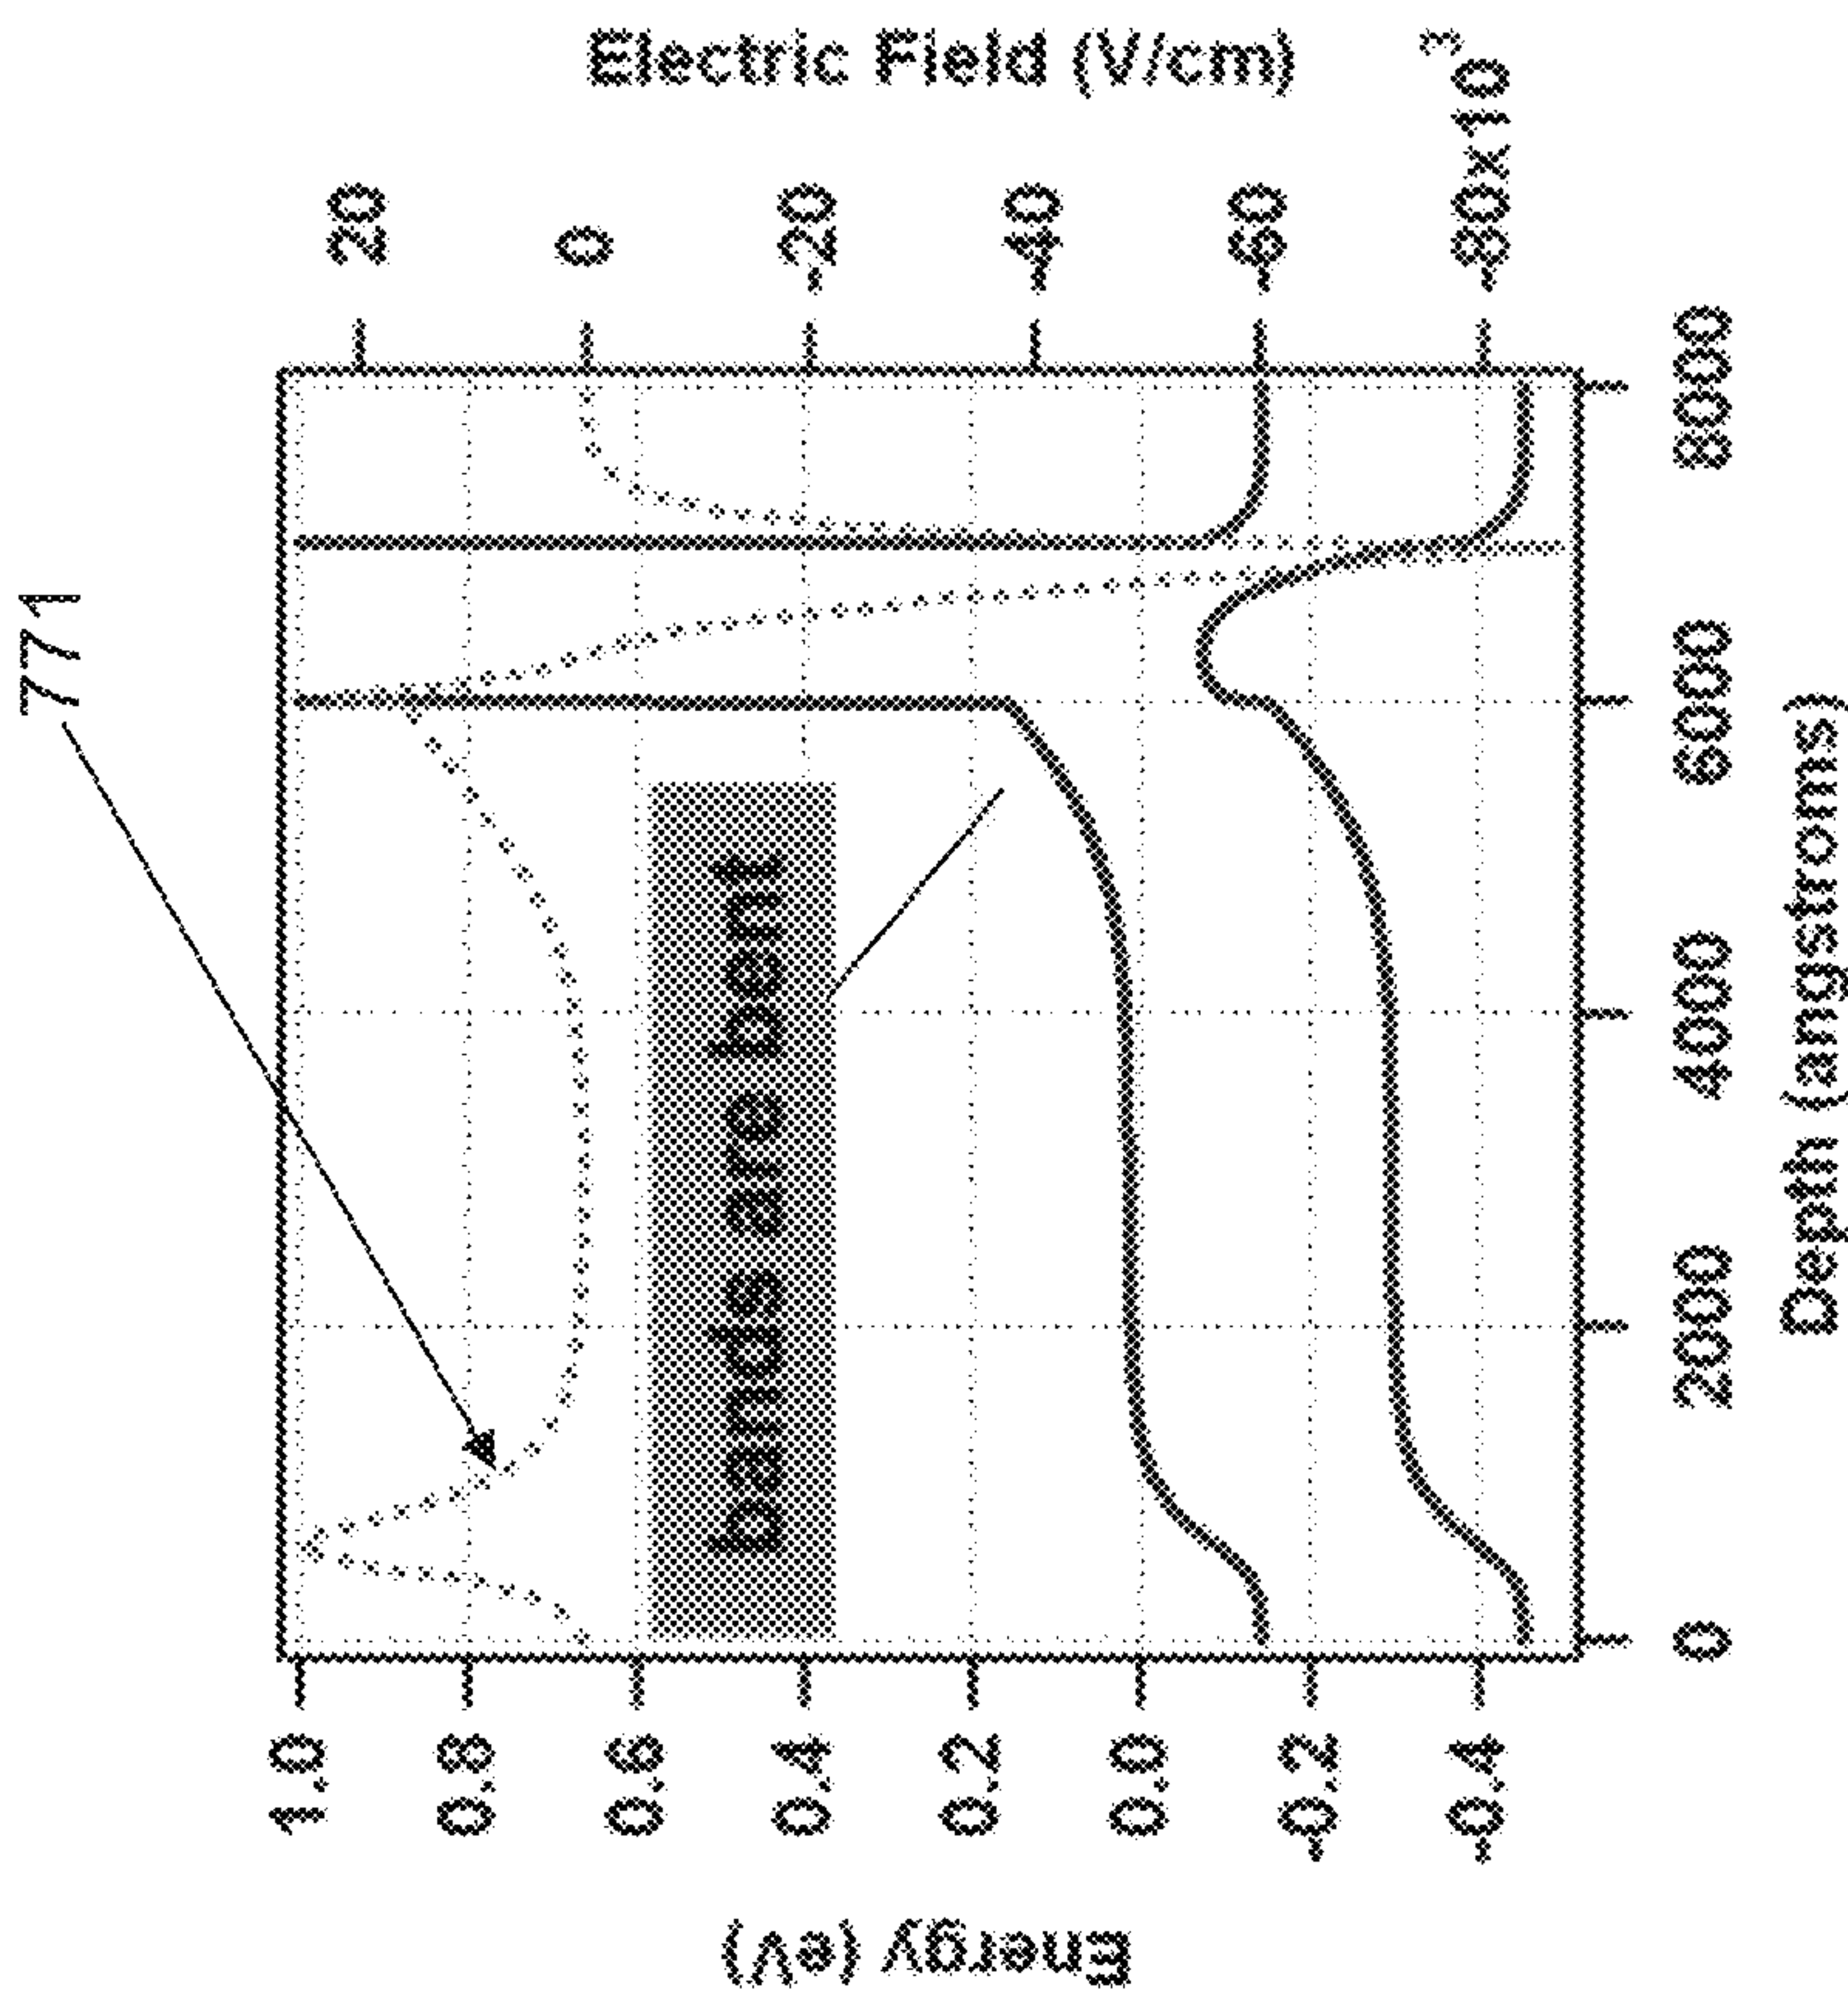 7771
Energy (ev)
1.0
0.8
0.6
0.4
0.2
0.0
-0.2
-0.4
bands are bent
20
0
-20
-40
-60
-80x10³
Electric Field (V/cm)
0 2000 4000 6000 8000
Depth (angstroms)